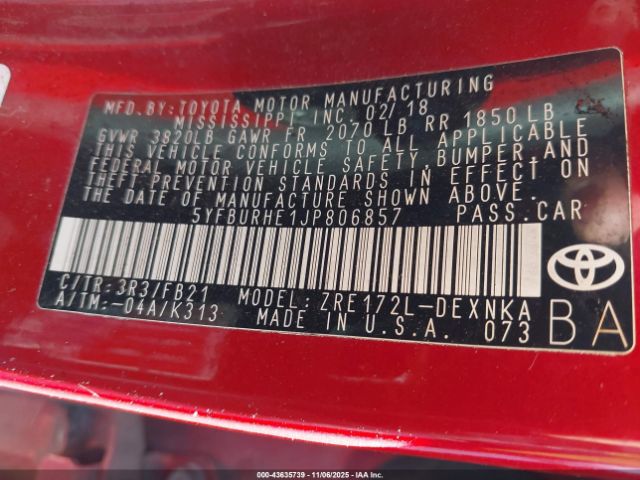 MFD.BY:TOYOTA MOTOR MANUFACTURING
MISSISSIPPI, INC. 02/18
GVWR 3820LB GAWR FR 2070 LB RR 1850 LB
THIS VEHICLE CONFORMS TO ALL APPLICABLE
FEDERAL MOTOR VEHICLE SAFETY,BUMPER,AND
THEFT PREVENTION STANDARDS IN EFFECT ON
THE DATE OF MANUFACTURE SHOWN ABOVE.
5YFBURHE1JP806857 PASS.CAR
C/TR:3R3/FB21 MODEL: ZRE172L-DEXNKA
A/TM:-04A/K313 MADE IN U.S.A. 073
BA
000-43635739 - 11/06/2025 - IAA Inc.